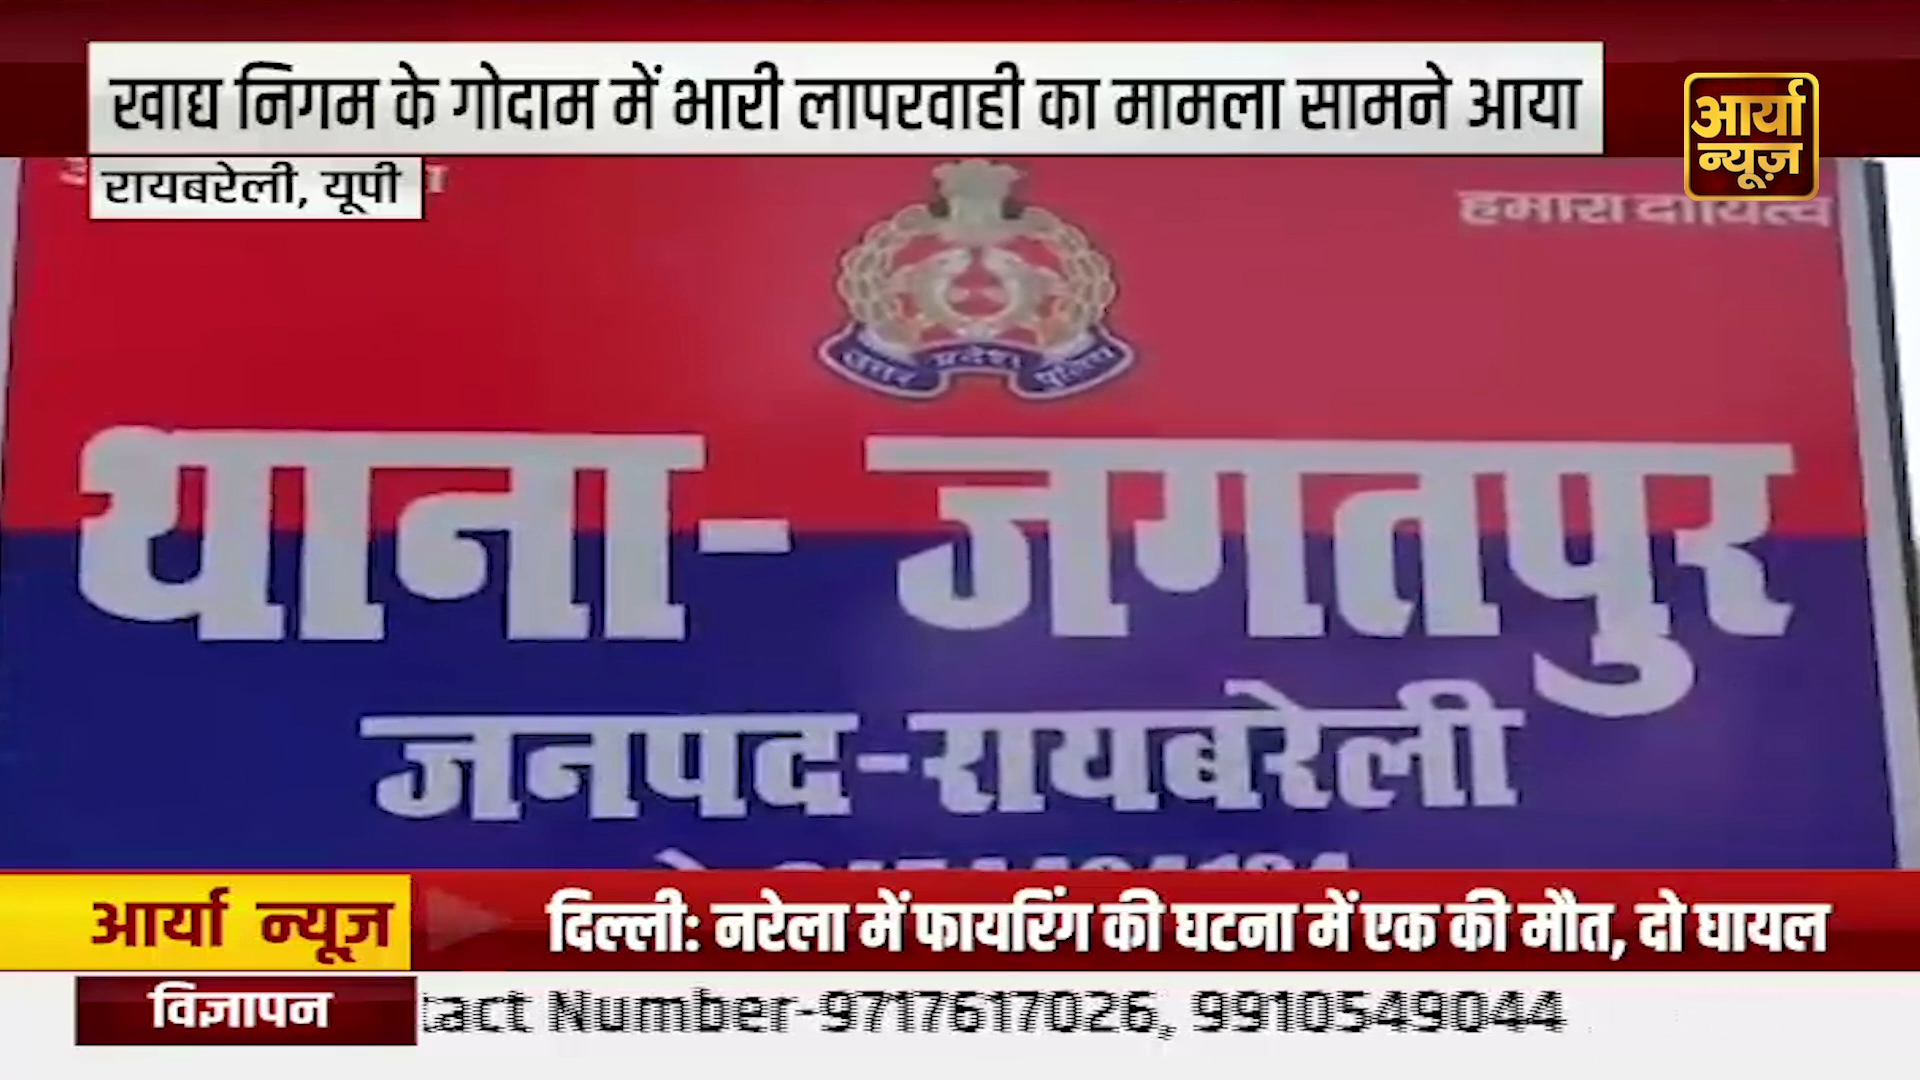 खाद्य निगम के गोदाम में भारी लापरवाही का मामला सामने आया
आर्या
न्यूज़
रायबरेली, यूपी
हमारा दायित्व
उत्तर प्रदेश पुलिस
थाना- जगतपुर
जनपद-रायबरेली
आर्या न्यूज़
दिल्ली: नरेला में फायरिंग की घटना में एक की मौत, दो घायल
विज्ञापन
tact Number-9717617026, 9910549044